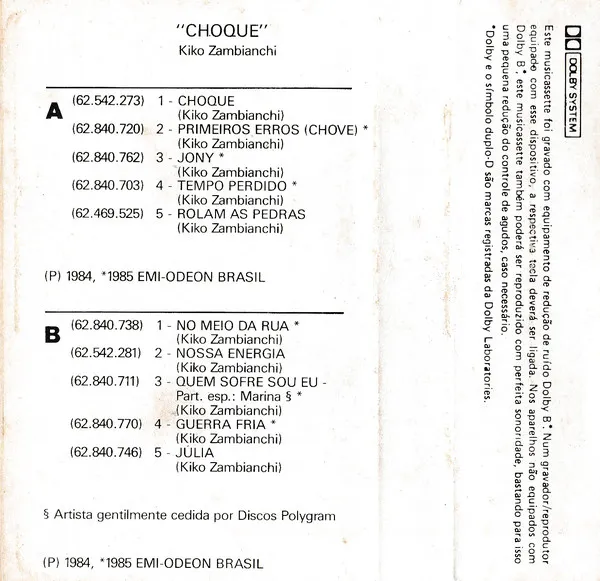 "CHOQUE"
Kiko Zambianchi
A
(62.542.273) 1 - CHOQUE
(Kiko Zambianchi)
(62.840.720) 2 - PRIMEIROS ERROS (CHOVE) *
(Kiko Zambianchi)
(62.840.762) 3 - JONY *
(Kiko Zambianchi)
(62.840.703) 4 - TEMPO PERDIDO *
(Kiko Zambianchi)
(62.469.525) 5 - ROLAM AS PEDRAS
(Kiko Zambianchi)
(P) 1984, *1985 EMI-ODEON BRASIL
B
(62.840.738) 1 - NO MEIO DA RUA *
(Kiko Zambianchi)
(62.542.281) 2 - NOSSA ENERGIA
(Kiko Zambianchi)
(62.840.711) 3 - QUEM SOFRE SOU EU -
Part. esp.: Marina § *
(Kiko Zambianchi)
(62.840.770) 4 - GUERRA FRIA *
(Kiko Zambianchi)
(62.840.746) 5 - JÚLIA
(Kiko Zambianchi)
§ Artista gentilmente cedida por Discos Polygram
(P) 1984, *1985 EMI-ODEON BRASIL
DOLBY SYSTEM
Este musicassette foi gravado com equipamento de redução de ruído Dolby B.* Num gravador/reprodutor
equipado com esse dispositivo, a respectiva tecla deverá ser ligada. Nos aparelhos não equipados com
Dolby B.* este musicassette também poderá ser reproduzido com perfeita sonoridade, bastando para isso
uma pequena redução do controle de agudos, caso necessário.
*Dolby e o símbolo duplo-D são marcas registradas da Dolby Laboratories.